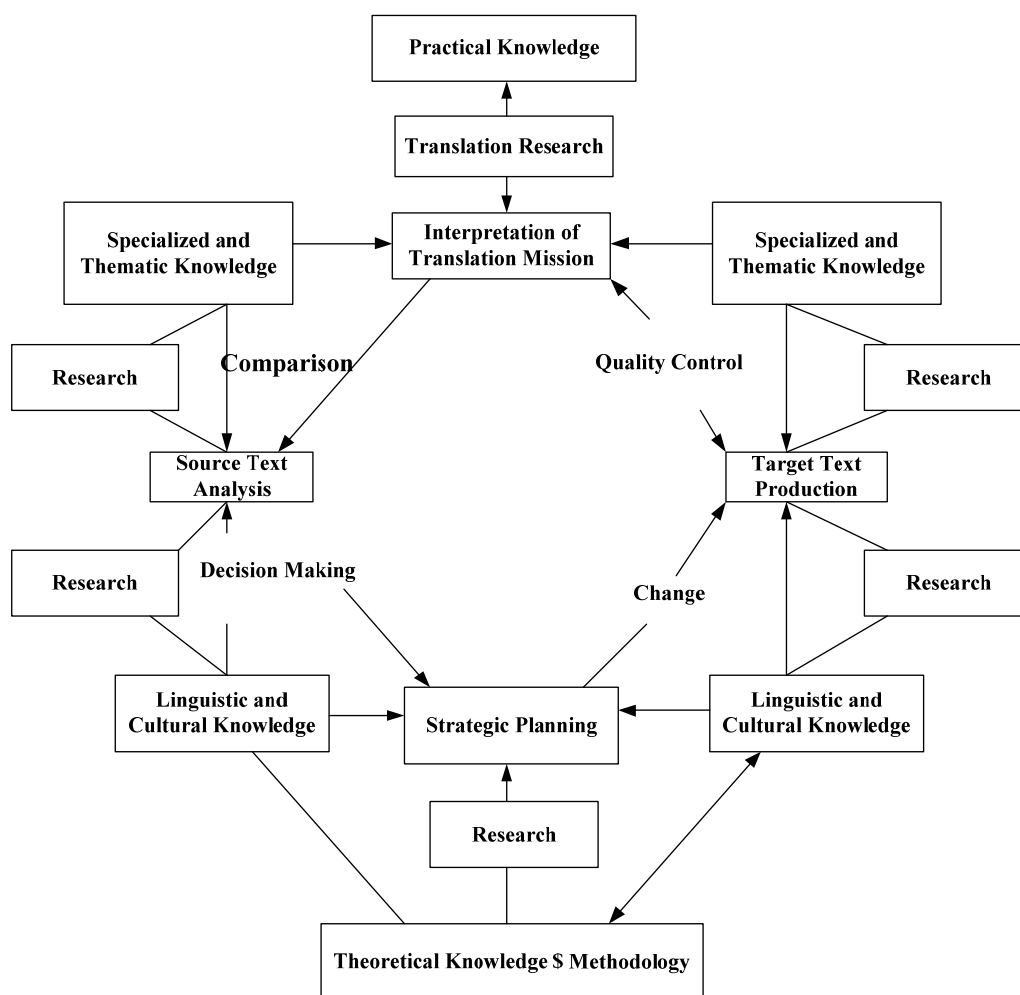 Practical Knowledge
Translation Research
Specialized and
Thematic Knowledge
Interpretation of
Translation Mission
Specialized and
Thematic Knowledge
Research
Comparison
Quality Control
Research
Source Text
Analysis
Target Text
Production
Research
Decision Making
Change
Research
Linguistic and
Cultural Knowledge
Strategic Planning
Linguistic and
Cultural Knowledge
Research
Theoretical Knowledge $ Methodology